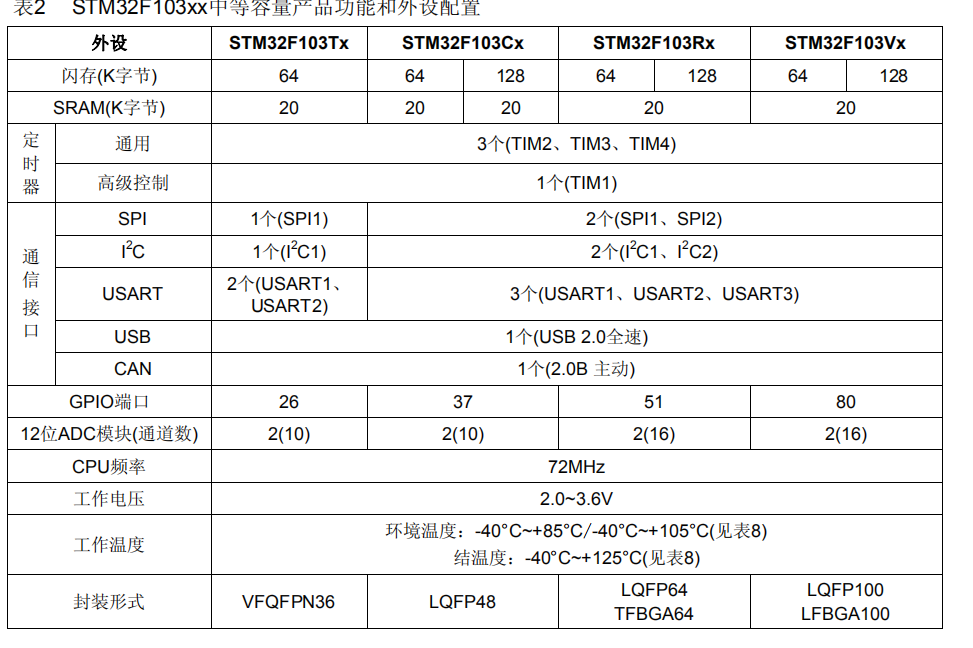 表2 STM32F103xx中等容量产品功能和外设配置
外设 STM32F103Tx STM32F103Cx STM32F103Rx STM32F103Vx
闪存(K字节) 64 64 128 64 128 64 128
SRAM(K字节) 20 20 20 20 20
定时器
通用 3个(TIM2、TIM3、TIM4)
高级控制 1个(TIM1)
通信接口
SPI 1个(SPI1) 2个(SPI1、SPI2)
I2C 1个(I2C1) 2个(I2C1、I2C2)
USART 2个(USART1、
USART2) 3个(USART1、USART2、USART3)
USB 1个(USB 2.0全速)
CAN 1个(2.0B 主动)
GPIO端口 26 37 51 80
12位ADC模块(通道数) 2(10) 2(10) 2(16) 2(16)
CPU频率 72MHz
工作电压 2.0~3.6V
工作温度 环境温度：-40°C~+85°C/-40°C~+105°C(见表8)
结温度：-40°C~+125°C(见表8)
封装形式 VFQFPN36 LQFP48 LQFP64 LQFP100
TFBGA64 LFBGA100